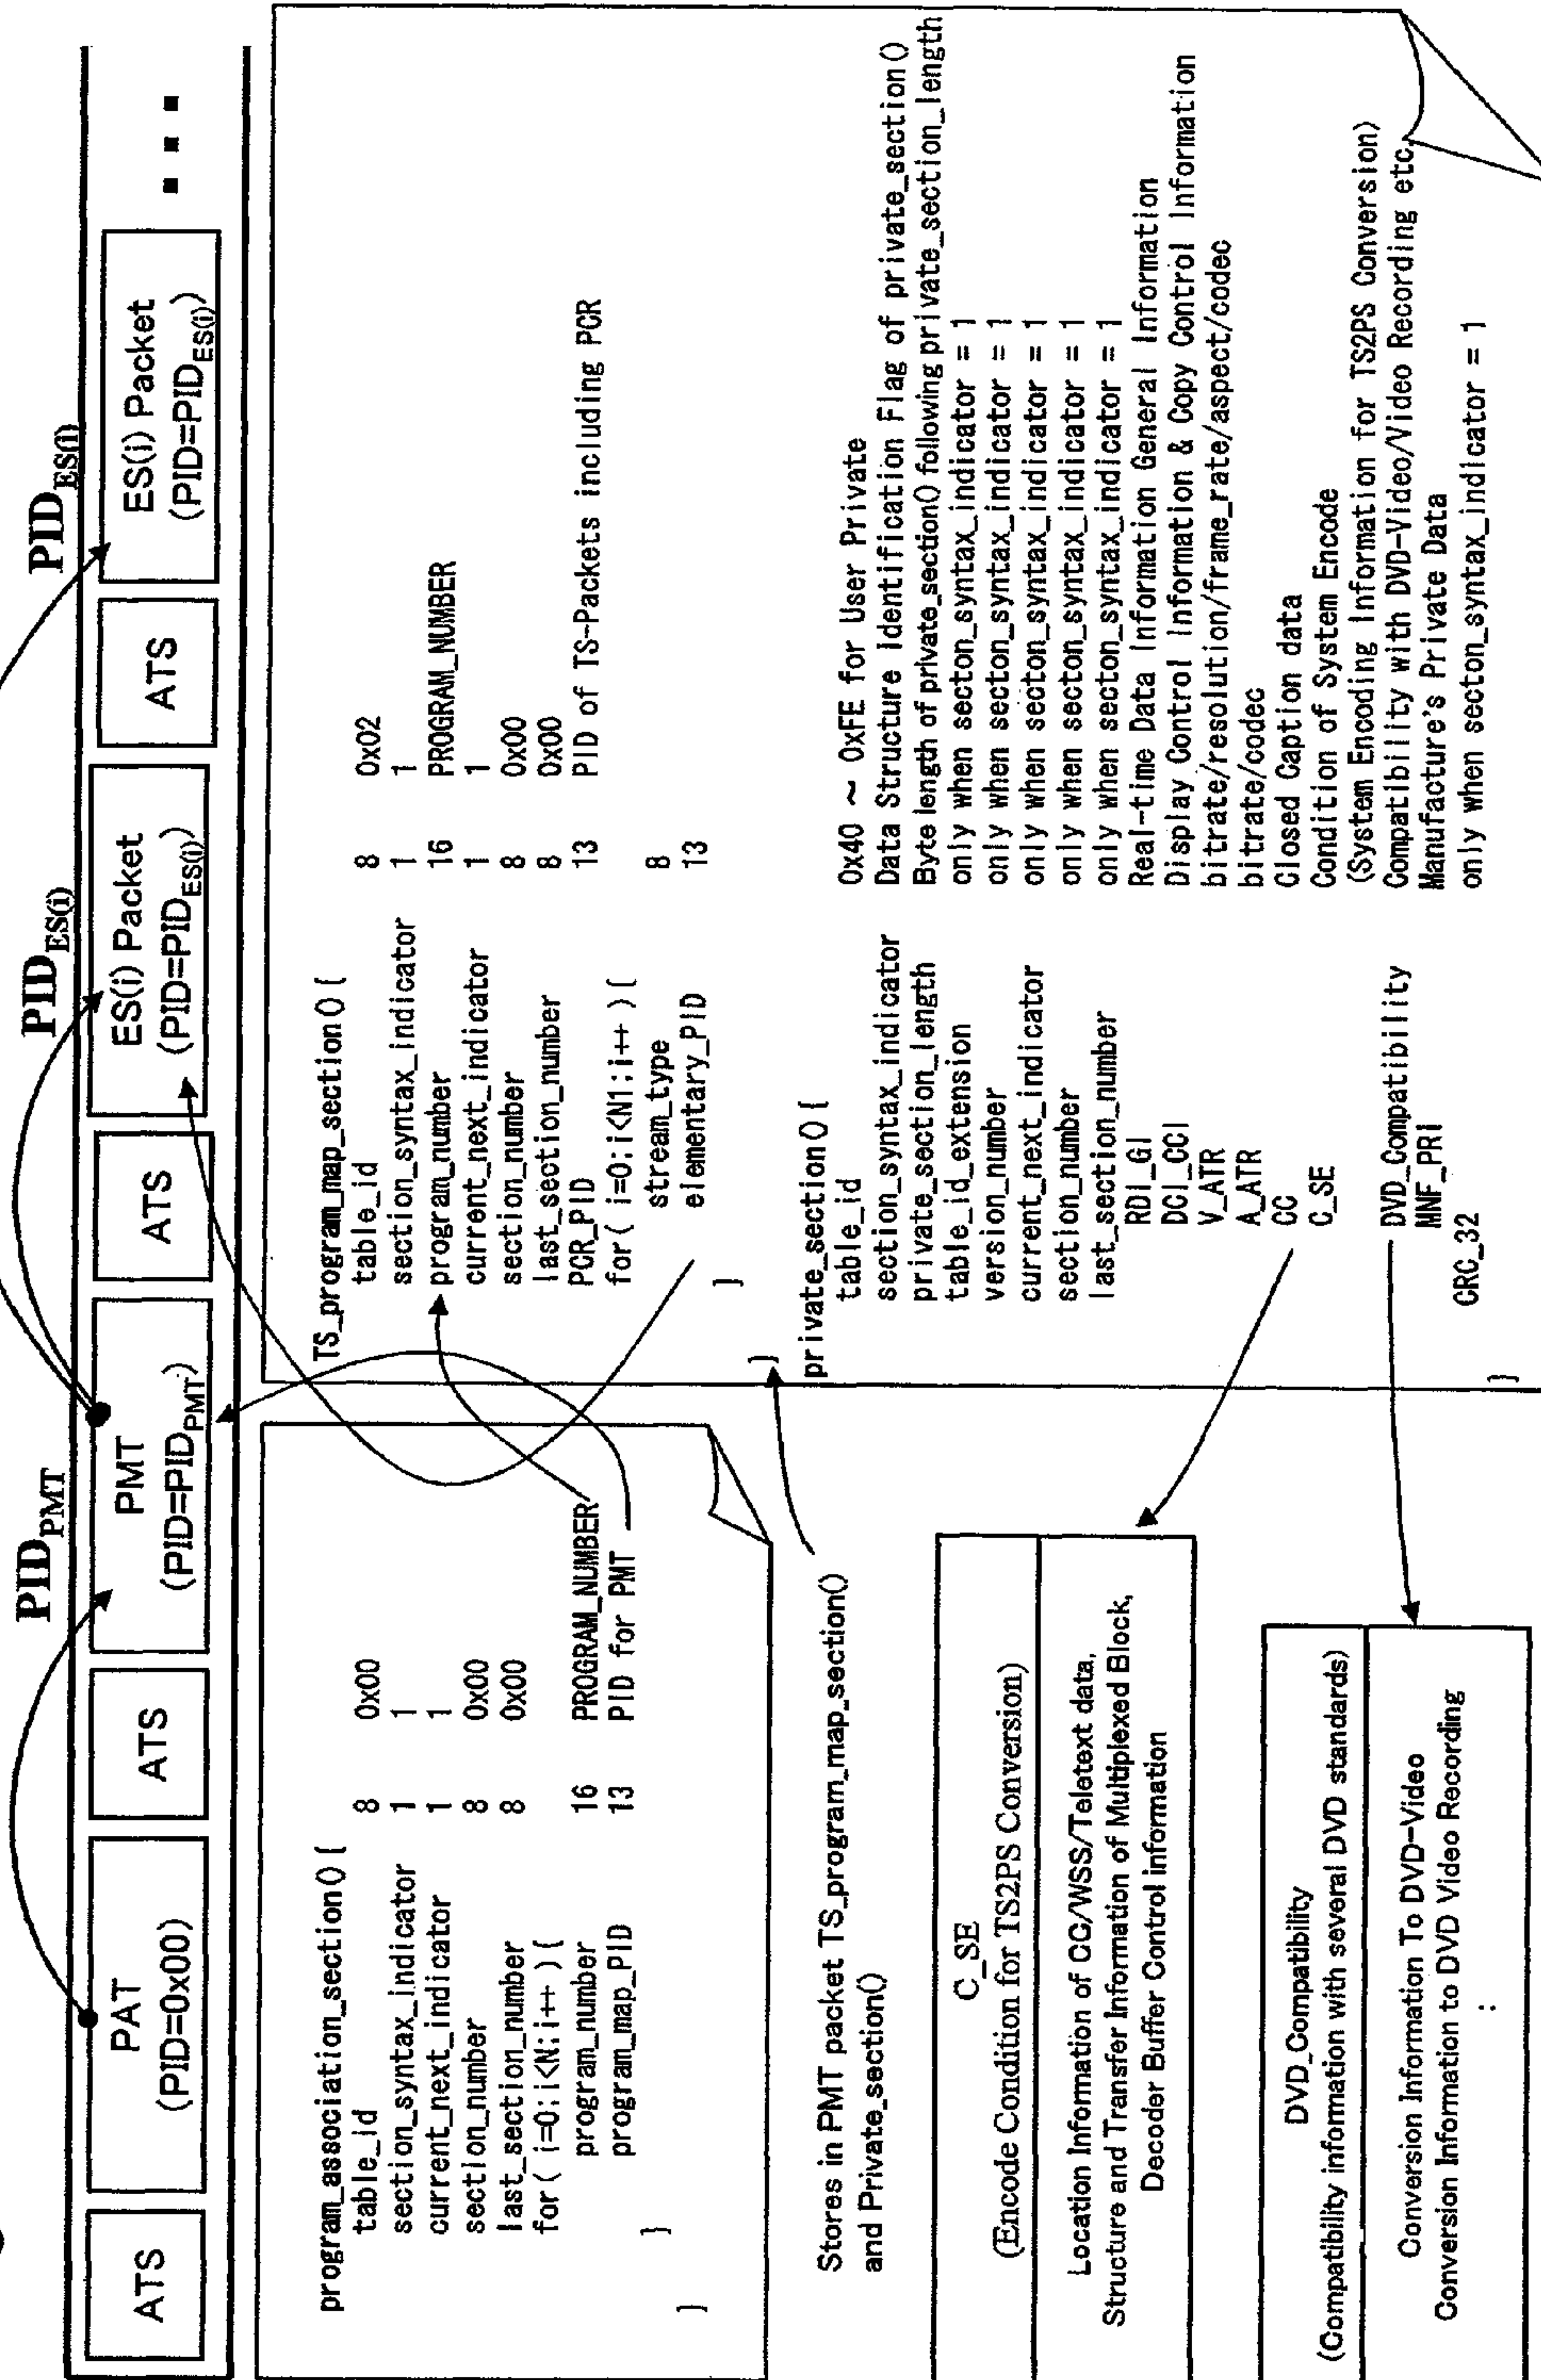 PID_PMT
PID_ES(i)
PID_ES(i)
ATS
PAT
(PID=0x00)
ATS
PMT
(PID=PID_PMT)
ATS
ES(i) Packet
(PID=PID_ES(i))
ATS
ES(i) Packet
(PID=PID_ES(i))
program_association_section() {
table_id 8 0x00
section_syntax_indicator 1 1
current_next_indicator 1 1
section_number 8 0x00
last_section_number 8 0x00
for( i=0;i<N;i++ ){
program_number 16 PROGRAM_NUMBER
program_map_PID 13 PID for PMT
}
}
Stores in PMT packet TS_program_map_section()
and Private_section()
C_SE
(Encode Condition for TS2PS Conversion)
Location Information of CC/WSS/Teletext data,
Structure and Transfer Information of Multiplexed Block,
Decoder Buffer Control information
DVD_Compatibility
(Compatibility information with several DVD standards)
Conversion Information To DVD-Video
Conversion Information to DVD Video Recording
:
TS_program_map_section() {
table_id 8 0x02
section_syntax_indicator 1 1
program_number 16 PROGRAM_NUMBER
current_next_indicator 1 1
section_number 8 0x00
last_section_number 8 0x00
PCR_PID 13 PID of TS-Packets including PCR
for( i=0;i<N1;i++ ) {
stream_type 8
elementary_PID 13
}
}
private_section() {
table_id 0x40 ~ 0xFE for User Private
section_syntax_indicator Data Structure Identification Flag of private_section()
private_section_length Byte length of private_section() following private_section_length
table_id_extension only when secton_syntax_indicator = 1
version_number only when secton_syntax_indicator = 1
current_next_indicator only when secton_syntax_indicator = 1
section_number only when secton_syntax_indicator = 1
last_section_number only when secton_syntax_indicator = 1
RDI_GI Real-time Data Information General Information
DCI_CCI Display Control Information & Copy Control Information
V_ATR bitrate/resolution/frame_rate/aspect/codec
A_ATR bitrate/codec
CC Closed Caption data
C_SE Condition of System Encode
(System Encoding Information for TS2PS Conversion)
DVD_Compatibility Compatibility with DVD-Video/Video Recording etc.
MNF_PRI Manufacture's Private Data
CRC_32 only when secton_syntax_indicator = 1
}